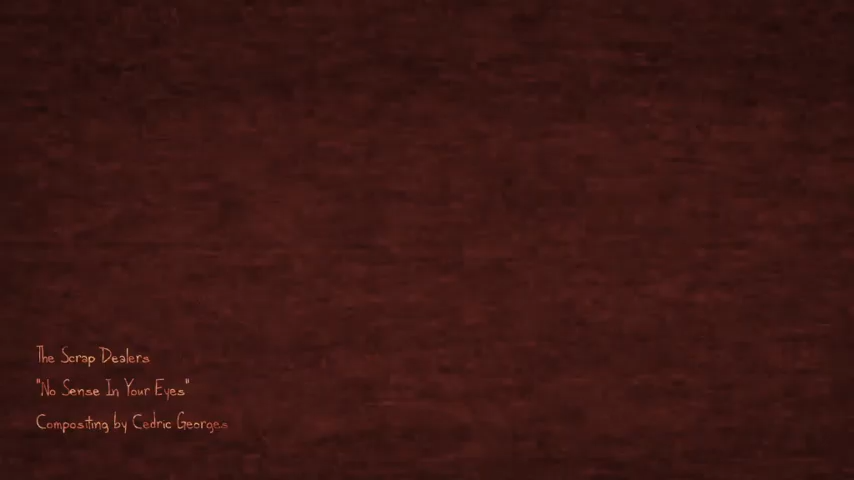 The Scrap Dealers
"No Sense In Your Eyes"
Compositing by Cedric Georges